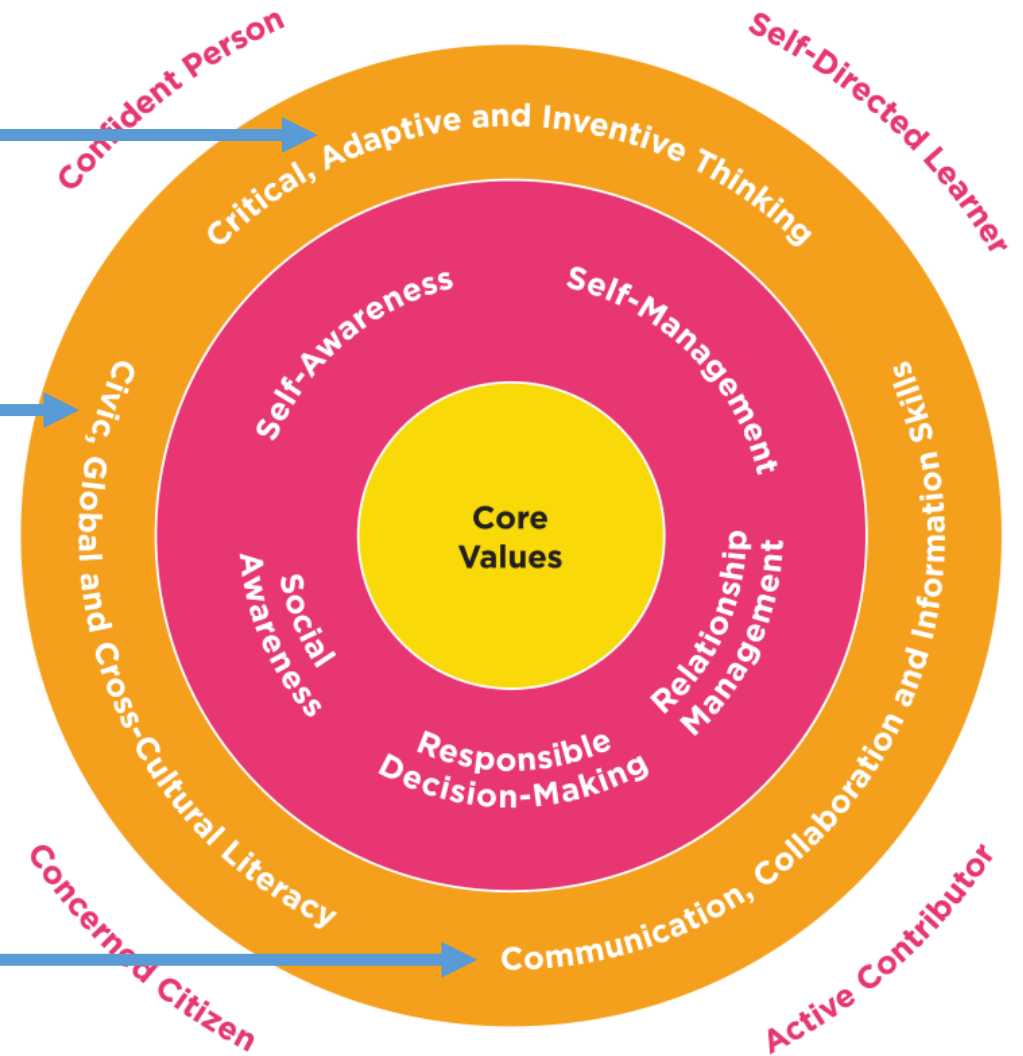 Confident Person
Self-Directed Learner
Critical, Adaptive and Inventive Thinking
Self-Awareness
Self-Management
Civic, Global and Cross-Cultural Literacy
Communication, Collaboration and Information Skills
Core
Values
Social
Awareness
Relationship
Management
Responsible
Decision-Making
Concerned Citizen
Active Contributor